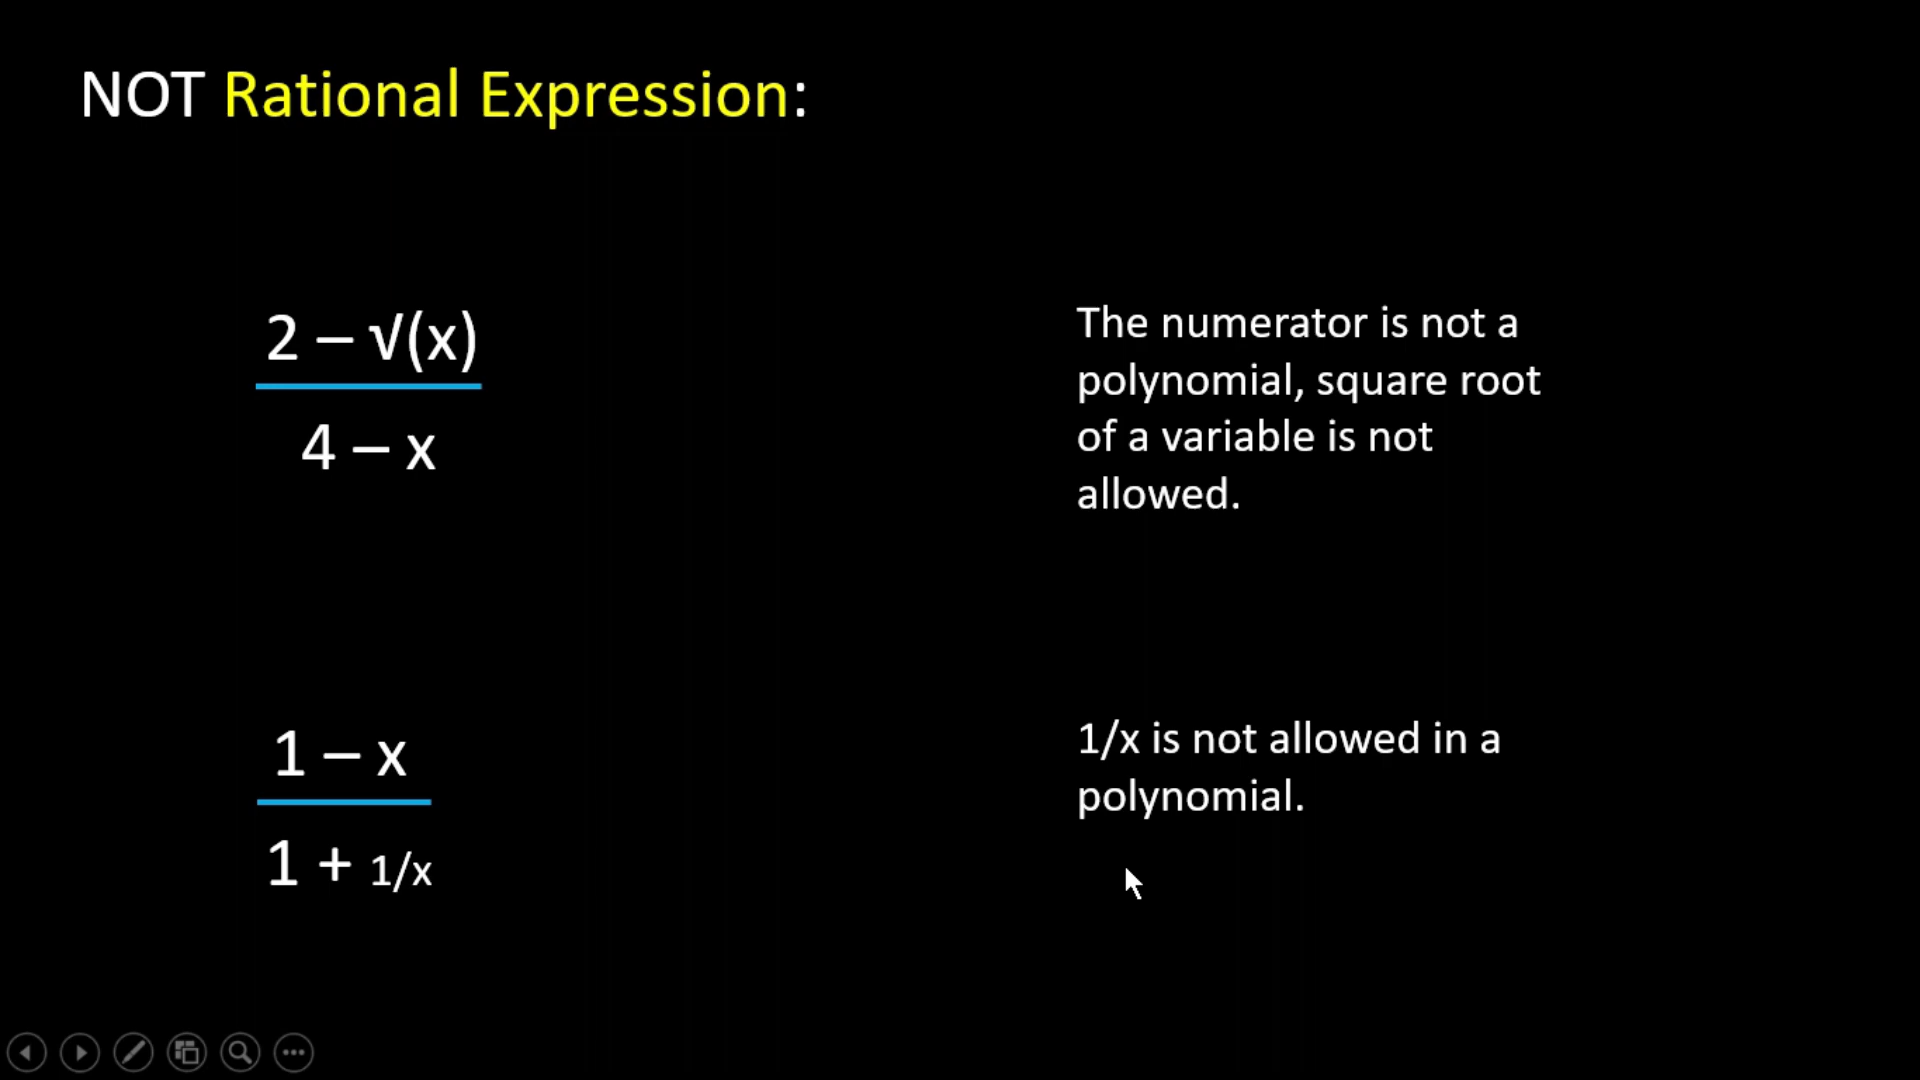 NOT Rational Expression:
2 – √(x)
4 – x
The numerator is not a
polynomial, square root
of a variable is not
allowed.
1 – x
1 + 1/x
1/x is not allowed in a
polynomial.